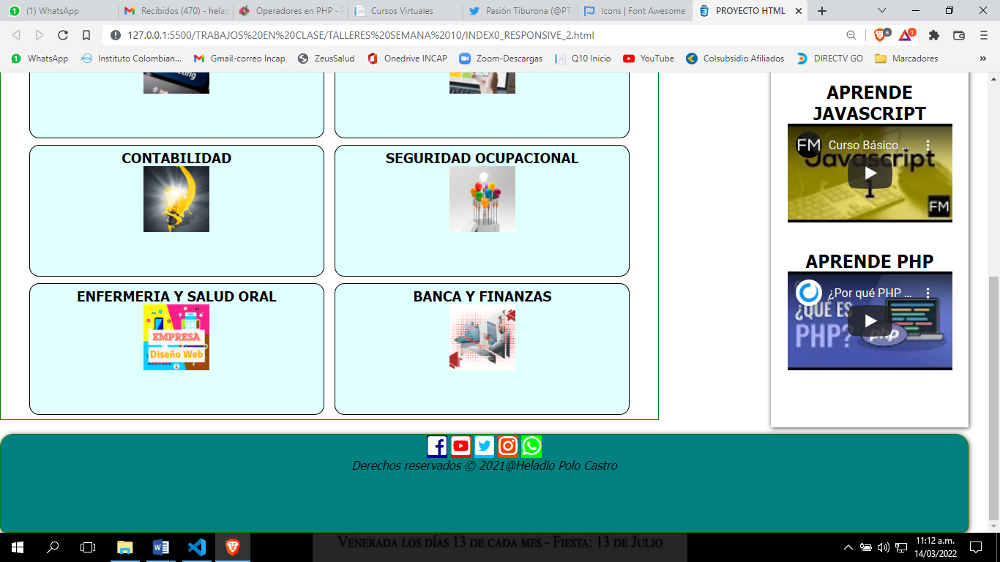 (1) WhatsApp
Recibidos (470) - helad
Operadores en PHP - P
Cursos Virtuales
Pasión Tiburona (@PTi
Icons | Font Awesome
PROYECTO HTML
127.0.0.1:5500/TRABAJOS%20EN%20CLASE/TALLERES%20SEMANA%2010/INDEX0_RESPONSIVE_2.html
6
1
WhatsApp
Instituto Colombian...
Gmail-correo Incap
ZeusSalud
Onedrive INCAP
Zoom-Descargas
Q10 Inicio
YouTube
Colsubsidio Afiliados
DIRECTV GO
Marcadores
»
APRENDE
JAVASCRIPT
FM
Curso Básico ...
Javascript
1
FM
CONTABILIDAD
SEGURIDAD OCUPACIONAL
APRENDE PHP
¿Por qué PHP ...
¿QUÉ ES
PHP?
php
ENFERMERIA Y SALUD ORAL
BANCA Y FINANZAS
EMPRESA
Diseño Web
Derechos reservados © 2021@Heladio Polo Castro
Venerada los días 13 de cada mes - Fiesta: 13 de Julio
11:12 a.m.
14/03/2022